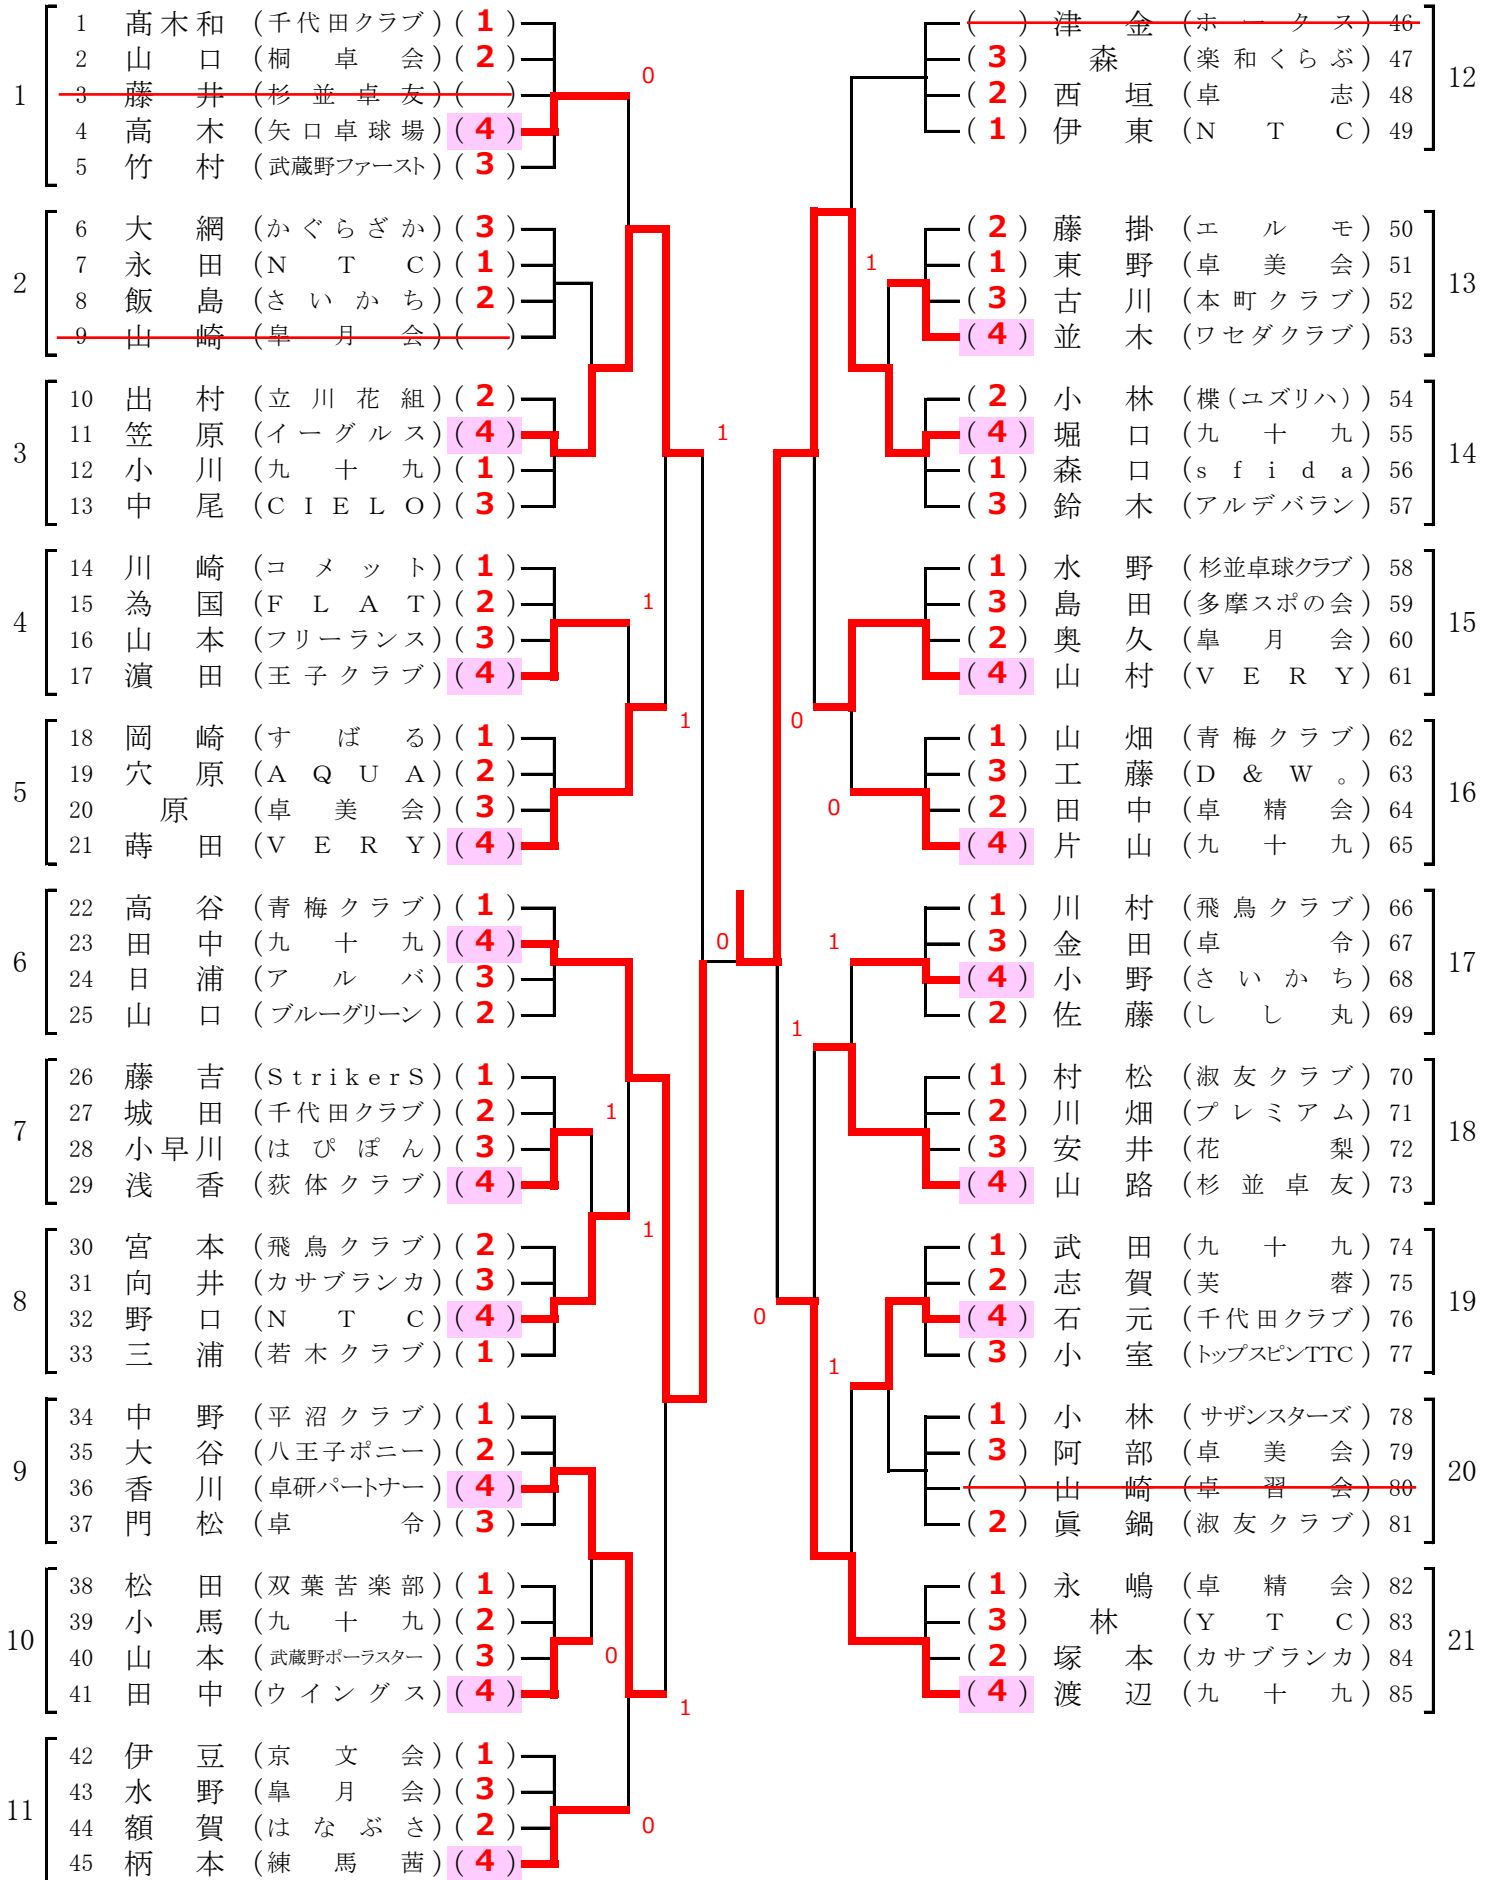 1 髙木和 (千代田クラブ) (1)
2 山口 (桐卓会) (2)
1
3 藤井 (杉並卓友) ( )
4 高木 (矢口卓球場) (4)
5 竹村 (武蔵野ファースト) (3)
0
6 大網 (かぐらざか) (3)
7 永田 (NTC) (1)
2
8 飯島 (さいかち) (2)
9 山崎 (皐月会) ( )
10 出村 (立川花組) (2)
11 笠原 (イーグルス) (4)
3
12 小川 (九十九) (1)
13 中尾 (CIELO) (3)
1
14 川崎 (コメット) (1)
15 為国 (FLAT) (2)
4
16 山本 (フリーランス) (3)
17 濵田 (王子クラブ) (4)
1
18 岡崎 (すばる) (1)
19 穴原 (AQUA) (2)
5
20 原 (卓美会) (3)
21 蒔田 (VERY) (4)
1
22 高谷 (青梅クラブ) (1)
23 田中 (九十九) (4)
6
24 日浦 (アルバ) (3)
25 山口 (ブルーグリーン) (2)
0
26 藤吉 (StrikerS) (1)
27 城田 (千代田クラブ) (2)
7
28 小早川 (はぴぽん) (3)
29 浅香 (荻体クラブ) (4)
1
30 宮本 (飛鳥クラブ) (2)
31 向井 (カサブランカ) (3)
8
32 野口 (NTC) (4)
33 三浦 (若木クラブ) (1)
1
34 中野 (平沼クラブ) (1)
35 大谷 (八王子ポニー) (2)
9
36 香川 (卓研パートナー) (4)
37 門松 (卓令) (3)
38 松田 (双葉苦楽部) (1)
39 小馬 (九十九) (2)
10
40 山本 (武蔵野ポーラスター) (3)
41 田中 (ウイングス) (4)
0
1
42 伊豆 (京文会) (1)
43 水野 (皐月会) (3)
11
44 額賀 (はなぶさ) (2)
45 柄本 (練馬茜) (4)
0
( ) 津金 (ホークス) 46
(3) 森 (楽和くらぶ) 47
12
(2) 西垣 (卓志) 48
(1) 伊東 (NTC) 49
(2) 藤掛 (エルモ) 50
(1) 東野 (卓美会) 51
13
(3) 古川 (本町クラブ) 52
(4) 並木 (ワセダクラブ) 53
1
(2) 小林 (楪(ユズリハ)) 54
(4) 堀口 (九十九) 55
14
(1) 森口 (sfida) 56
(3) 鈴木 (アルデバラン) 57
(1) 水野 (杉並卓球クラブ) 58
(3) 島田 (多摩スポの会) 59
15
(2) 奥久 (皐月会) 60
(4) 山村 (VERY) 61
0
(1) 山畑 (青梅クラブ) 62
(3) 工藤 (D&W。) 63
16
(2) 田中 (卓精会) 64
(4) 片山 (九十九) 65
0
(1) 川村 (飛鳥クラブ) 66
(3) 金田 (卓令) 67
17
(4) 小野 (さいかち) 68
(2) 佐藤 (しし丸) 69
1
1
(1) 村松 (淑友クラブ) 70
(2) 川畑 (プレミアム) 71
18
(3) 安井 (花梨) 72
(4) 山路 (杉並卓友) 73
(1) 武田 (九十九) 74
(2) 志賀 (芙蓉) 75
19
(4) 石元 (千代田クラブ) 76
(3) 小室 (トップスピンTTC) 77
0
1
(1) 小林 (サザンスターズ) 78
(3) 阿部 (卓美会) 79
20
( ) 山崎 (卓習会) 80
(2) 眞鍋 (淑友クラブ) 81
(1) 永嶋 (卓精会) 82
(3) 林 (YTC) 83
21
(2) 塚本 (カサブランカ) 84
(4) 渡辺 (九十九) 85